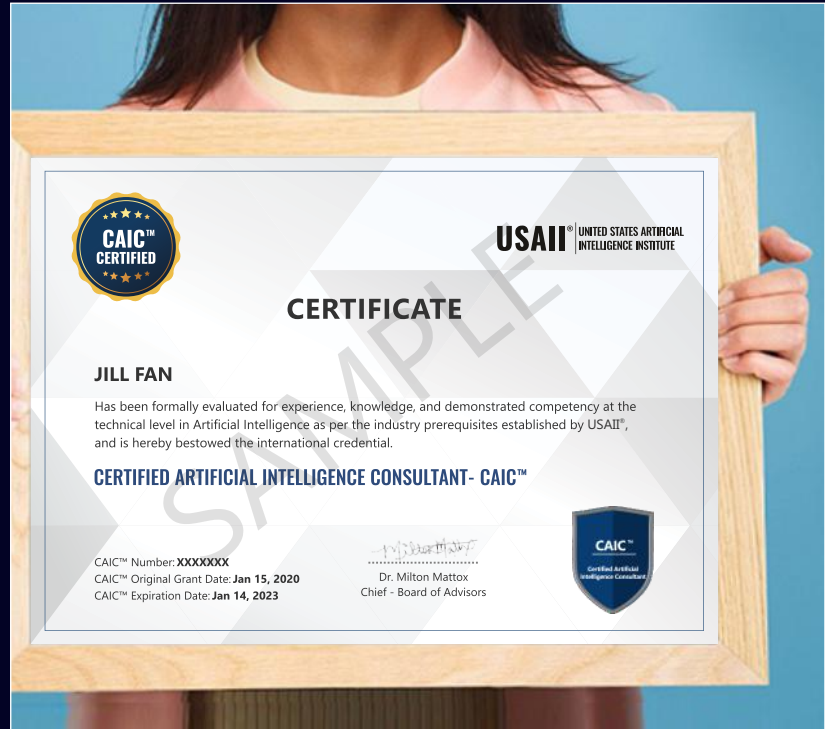 CAIC™
CERTIFIED
USAII® UNITED STATES ARTIFICIAL
INTELLIGENCE INSTITUTE
CERTIFICATE
SAMPLE
JILL FAN
Has been formally evaluated for experience, knowledge, and demonstrated competency at the
technical level in Artificial Intelligence as per the industry prerequisites established by USAII®,
and is hereby bestowed the international credential.
CERTIFIED ARTIFICIAL INTELLIGENCE CONSULTANT- CAIC™
CAIC™ Number: XXXXXXX
CAIC™ Original Grant Date: Jan 15, 2020
CAIC™ Expiration Date: Jan 14, 2023
Milton Mattox
Dr. Milton Mattox
Chief - Board of Advisors
CAIC™
Certified Artificial
Intelligence Consultant